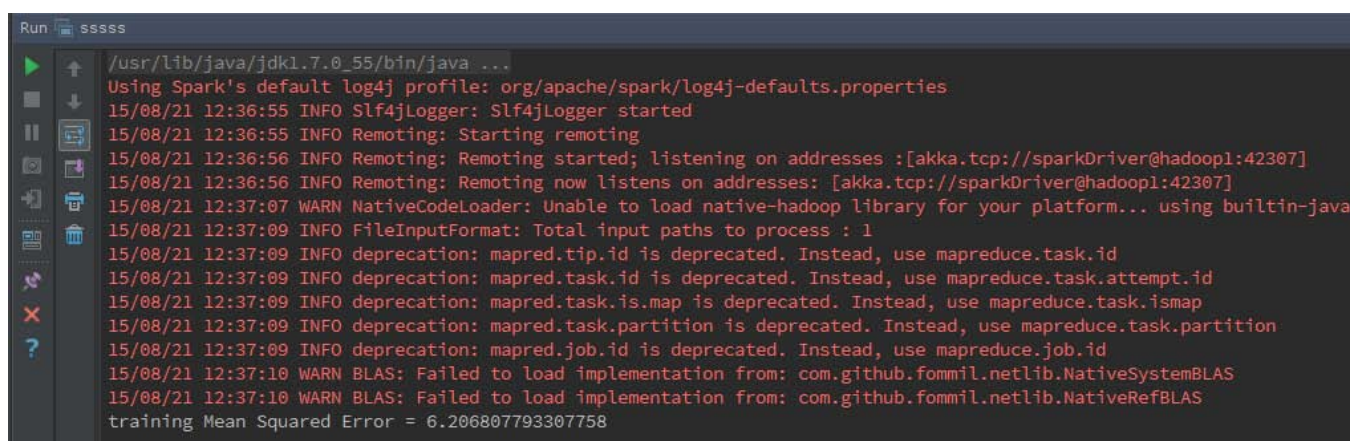 Run sssss
/usr/lib/java/jdk1.7.0_55/bin/java ...
Using Spark's default log4j profile: org/apache/spark/log4j-defaults.properties
15/08/21 12:36:55 INFO Slf4jLogger: Slf4jLogger started
15/08/21 12:36:55 INFO Remoting: Starting remoting
15/08/21 12:36:56 INFO Remoting: Remoting started; listening on addresses :[akka.tcp://sparkDriver@hadoop1:42307]
15/08/21 12:36:56 INFO Remoting: Remoting now listens on addresses: [akka.tcp://sparkDriver@hadoop1:42307]
15/08/21 12:37:07 WARN NativeCodeLoader: Unable to load native-hadoop library for your platform... using builtin-java
15/08/21 12:37:09 INFO FileInputFormat: Total input paths to process : 1
15/08/21 12:37:09 INFO deprecation: mapred.tip.id is deprecated. Instead, use mapreduce.task.id
15/08/21 12:37:09 INFO deprecation: mapred.task.id is deprecated. Instead, use mapreduce.task.attempt.id
15/08/21 12:37:09 INFO deprecation: mapred.task.is.map is deprecated. Instead, use mapreduce.task.ismap
15/08/21 12:37:09 INFO deprecation: mapred.task.partition is deprecated. Instead, use mapreduce.task.partition
15/08/21 12:37:09 INFO deprecation: mapred.job.id is deprecated. Instead, use mapreduce.job.id
15/08/21 12:37:10 WARN BLAS: Failed to load implementation from: com.github.fommil.netlib.NativeSystemBLAS
15/08/21 12:37:10 WARN BLAS: Failed to load implementation from: com.github.fommil.netlib.NativeRefBLAS
training Mean Squared Error = 6.206807793307758